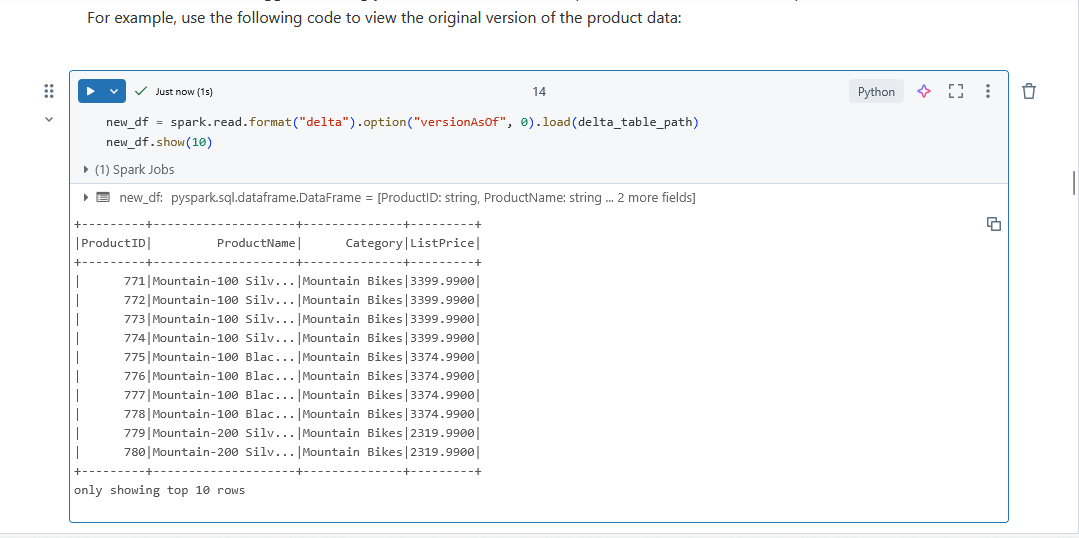 For example, use the following code to view the original version of the product data:
Just now (1s)
14
Python
new_df = spark.read.format("delta").option("versionAsOf", 0).load(delta_table_path)
new_df.show(10)
(1) Spark Jobs
new_df: pyspark.sql.dataframe.DataFrame = [ProductID: string, ProductName: string ... 2 more fields]
+---------+--------------------+--------------+---------+
|ProductID|         ProductName|      Category|ListPrice|
+---------+--------------------+--------------+---------+
|      771|Mountain-100 Silv...|Mountain Bikes|3399.9900|
|      772|Mountain-100 Silv...|Mountain Bikes|3399.9900|
|      773|Mountain-100 Silv...|Mountain Bikes|3399.9900|
|      774|Mountain-100 Silv...|Mountain Bikes|3399.9900|
|      775|Mountain-100 Blac...|Mountain Bikes|3374.9900|
|      776|Mountain-100 Blac...|Mountain Bikes|3374.9900|
|      777|Mountain-100 Blac...|Mountain Bikes|3374.9900|
|      778|Mountain-100 Blac...|Mountain Bikes|3374.9900|
|      779|Mountain-200 Silv...|Mountain Bikes|2319.9900|
|      780|Mountain-200 Silv...|Mountain Bikes|2319.9900|
+---------+--------------------+--------------+---------+
only showing top 10 rows